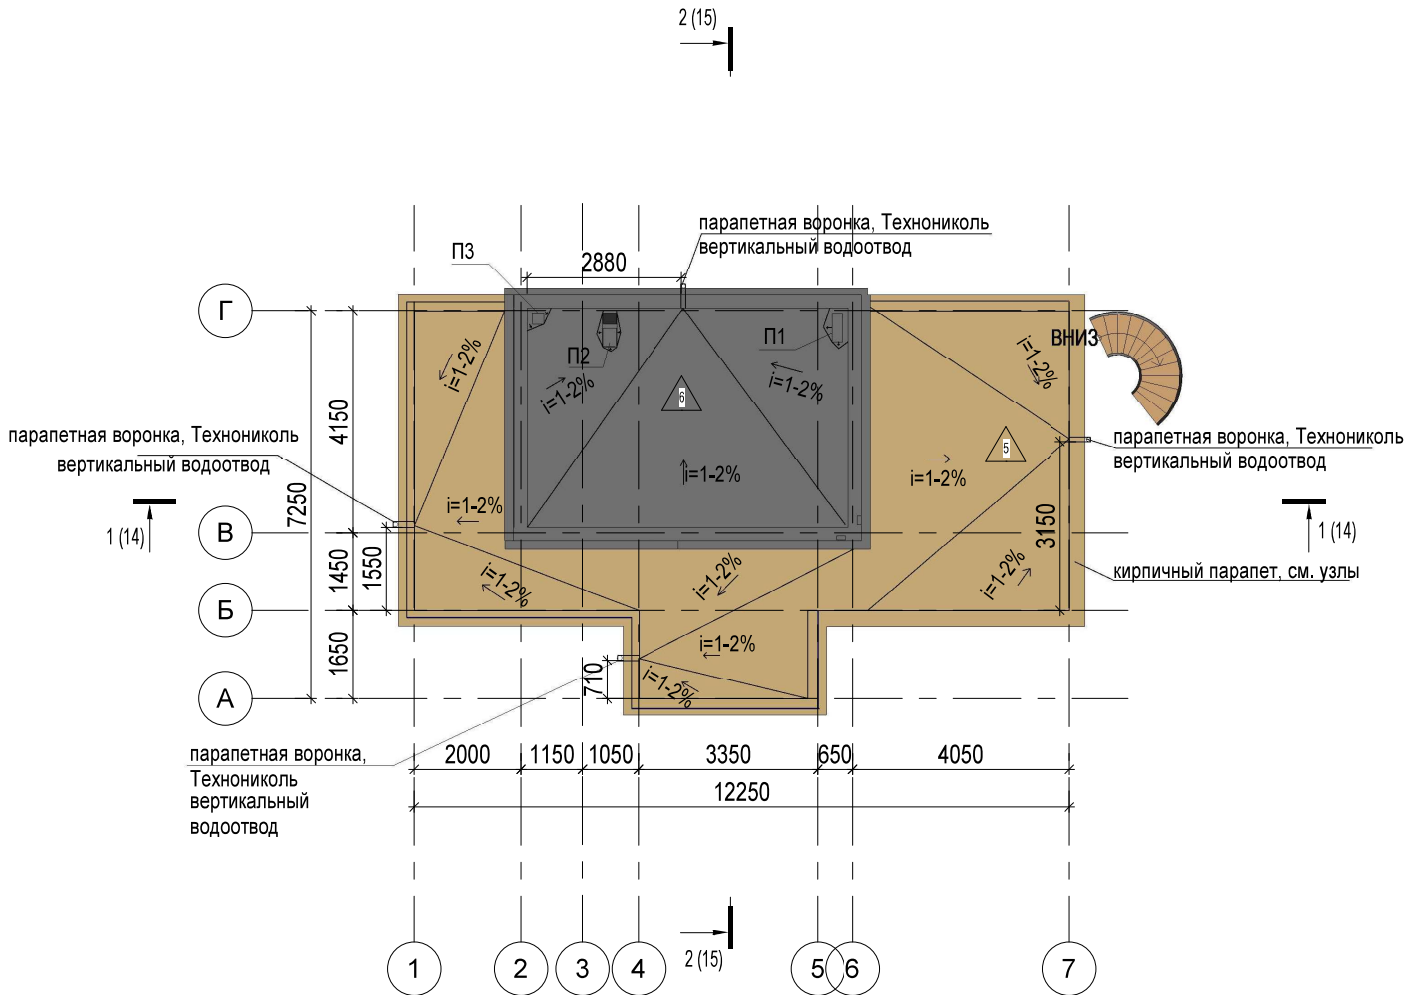 2 (15)
парапетная воронка, Технониколь
вертикальный водоотвод
П3
2880
Г
П2
П1
ВНИЗ
i=1-2%
i=1-2%
i=1-2%
i=1-2%
6
4150
7250
парапетная воронка, Технониколь
вертикальный водоотвод
парапетная воронка, Технониколь
вертикальный водоотвод
5
i=1-2%
i=1-2%
i=1-2%
1 (14)
1 (14)
В
3150
1450
1550
i=1-2%
i=1-2%
i=1-2%
кирпичный парапет, см. узлы
Б
1650
i=1-2%
710
i=1-2%
А
парапетная воронка,
Технониколь
вертикальный
водоотвод
2000
1150
1050
3350
650
4050
12250
2 (15)
1
2
3
4
5
6
7